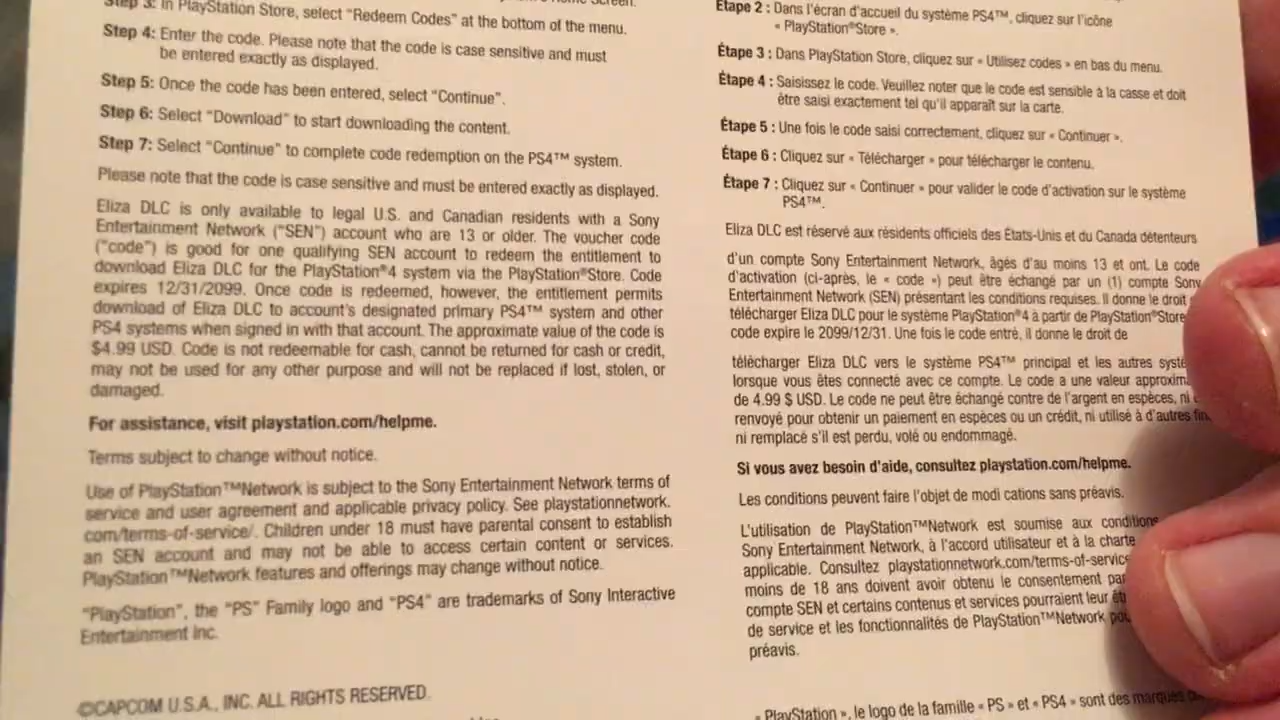 Step 3: In PlayStation Store, select “Redeem Codes” at the bottom of the menu.
Step 4: Enter the code. Please note that the code is case sensitive and must
be entered exactly as displayed.
Step 5: Once the code has been entered, select “Continue”.
Step 6: Select “Download” to start downloading the content.
Step 7: Select “Continue” to complete code redemption on the PS4™ system.
Please note that the code is case sensitive and must be entered exactly as displayed.
Eliza DLC is only available to legal U.S. and Canadian residents with a Sony
Entertainment Network (“SEN”) account who are 13 or older. The voucher code
(“code”) is good for one qualifying SEN account to redeem the entitlement to
download Eliza DLC for the PlayStation®4 system via the PlayStation®Store. Code
expires 12/31/2099. Once code is redeemed, however, the entitlement permits
download of Eliza DLC to account’s designated primary PS4™ system and other
PS4 systems when signed in with that account. The approximate value of the code is
$4.99 USD. Code is not redeemable for cash, cannot be returned for cash or credit,
may not be used for any other purpose and will not be replaced if lost, stolen, or
damaged.
For assistance, visit playstation.com/helpme.
Terms subject to change without notice.
Use of PlayStation™Network is subject to the Sony Entertainment Network terms of
service and user agreement and applicable privacy policy. See playstationnetwork.
com/terms-of-service/. Children under 18 must have parental consent to establish
an SEN account and may not be able to access certain content or services.
PlayStation™Network features and offerings may change without notice.
“PlayStation”, the “PS” Family logo and “PS4” are trademarks of Sony Interactive
Entertainment Inc.
©CAPCOM U.S.A., INC. ALL RIGHTS RESERVED.
Étape 2 : Dans l’écran d’accueil du système PS4™, cliquez sur l’icône
« PlayStation®Store ».
Étape 3 : Dans PlayStation Store, cliquez sur « Utilisez codes » en bas du menu.
Étape 4 : Saisissez le code. Veuillez noter que le code est sensible à la casse et doit
être saisi exactement tel qu’il apparaît sur la carte.
Étape 5 : Une fois le code saisi correctement, cliquez sur « Continuer ».
Étape 6 : Cliquez sur « Télécharger » pour télécharger le contenu.
Étape 7 : Cliquez sur « Continuer » pour valider le code d’activation sur le système
PS4™.
Eliza DLC est réservé aux résidents officiels des États-Unis et du Canada détenteurs
d’un compte Sony Entertainment Network, âgés d’au moins 13 et ont. Le code
d’activation (ci-après, le « code ») peut être échangé par un (1) compte Sony
Entertainment Network (SEN) présentant les conditions requises. Il donne le droit
télécharger Eliza DLC pour le système PlayStation®4 à partir de PlayStation®Store
code expire le 2099/12/31. Une fois le code entré, il donne le droit de
télécharger Eliza DLC vers le système PS4™ principal et les autres systè
lorsque vous êtes connecté avec ce compte. Le code a une valeur approxim
de 4.99 $ USD. Le code ne peut être échangé contre de l’argent en espèces, ni
renvoyé pour obtenir un paiement en espèces ou un crédit, ni utilisé à d’autres fin
ni remplacé s’il est perdu, volé ou endommagé.
Si vous avez besoin d’aide, consultez playstation.com/helpme.
Les conditions peuvent faire l’objet de modi cations sans préavis.
L’utilisation de PlayStation™Network est soumise aux conditions
Sony Entertainment Network, à l’accord utilisateur et à la charte
applicable. Consultez playstationnetwork.com/terms-of-service
moins de 18 ans doivent avoir obtenu le consentement par
compte SEN et certains contenus et services pourraient leur êt
de service et les fonctionnalités de PlayStation™Network
préavis.
« PlayStation », le logo de la famille « PS » et « PS4 » sont des marques